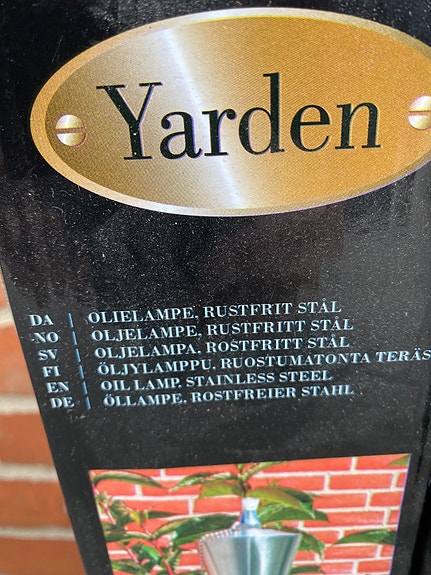 Yarden
DA | OLIELAMPE, RUSTFRIT STÅL
NO | OLJELAMPE, RUSTFRITT STÅL
SV | OLJELAMPA, ROSTFRITT STÅL
FI | ÖLJYLAMPPU, RUOSTUMATONTA TERÄS
EN | OIL LAMP, STAINLESS STEEL
DE | ÖLLAMPE, ROSTFREIER STAHL